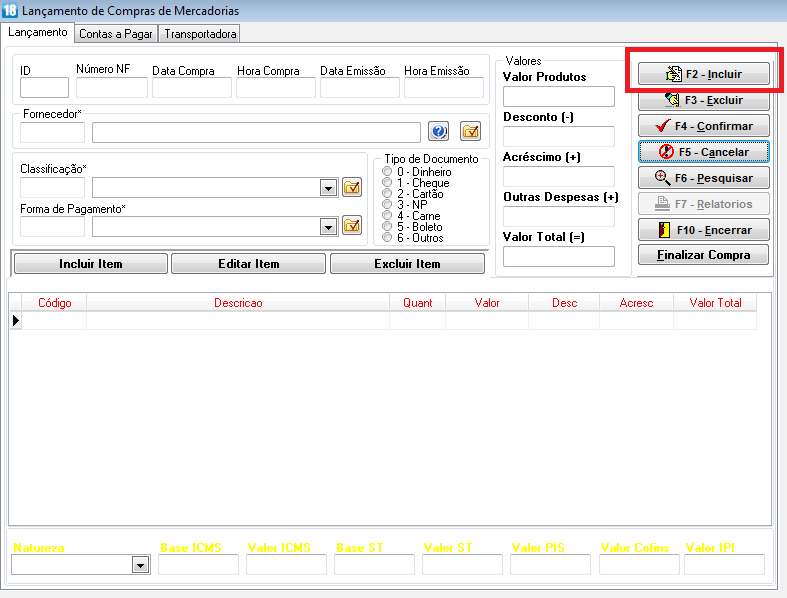 18 Lançamento de Compras de Mercadorias
Lançamento Contas a Pagar Transportadora
ID Número NF Data Compra Hora Compra Data Emissão Hora Emissão
Fornecedor*
Classificação*
Forma de Pagamento*
Tipo de Documento
0 - Dinheiro
1 - Cheque
2 - Cartão
3 - NP
4 - Carne
5 - Boleto
6 - Outros
Valores
Valor Produtos
Desconto (-)
Acréscimo (+)
Outras Despesas (+)
Valor Total (=)
F2 - Incluir
F3 - Excluir
F4 - Confirmar
F5 - Cancelar
F6 - Pesquisar
F7 - Relatorios
F10 - Encerrar
Finalizar Compra
Incluir Item Editar Item Excluir Item
Código Descricao Quant Valor Desc Acresc Valor Total
Natureza Base ICMS Valor ICMS Base ST Valor ST Valor PIS Valor Cofins Valor IPI